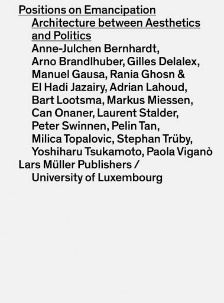 Positions on Emancipation
Architecture between Aesthetics
and Politics
Anne-Julchen Bernhardt,
Arno Brandlhuber, Gilles Delalex,
Manuel Gausa, Rania Ghosn &
El Hadi Jazairy, Adrian Lahoud,
Bart Lootsma, Markus Miessen,
Can Onaner, Laurent Stalder,
Peter Swinnen, Pelin Tan,
Milica Topalovic, Stephan Trüby,
Yoshiharu Tsukamoto, Paola Viganò
Lars Müller Publishers /
University of Luxembourg